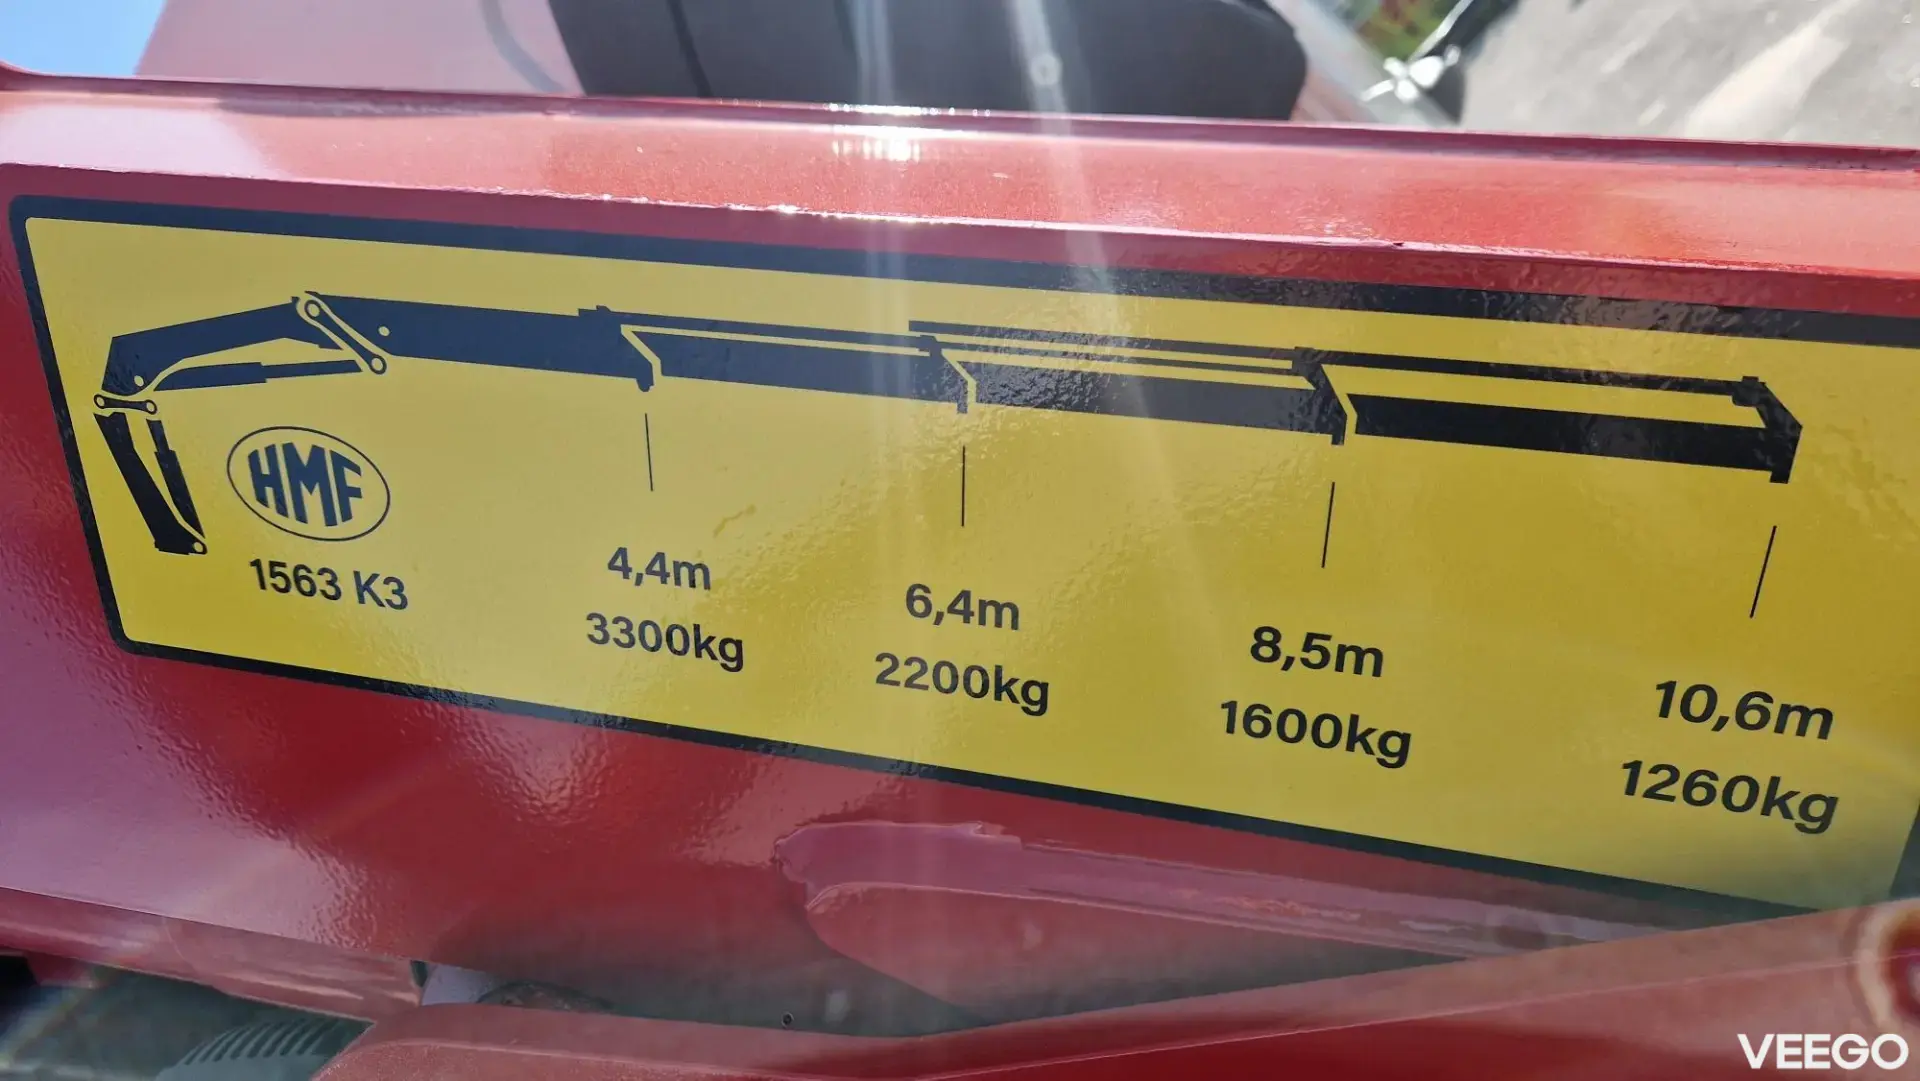 HMF
1563 K3
4,4m
3300kg
6,4m
2200kg
8,5m
1600kg
10,6m
1260kg
VEEGO